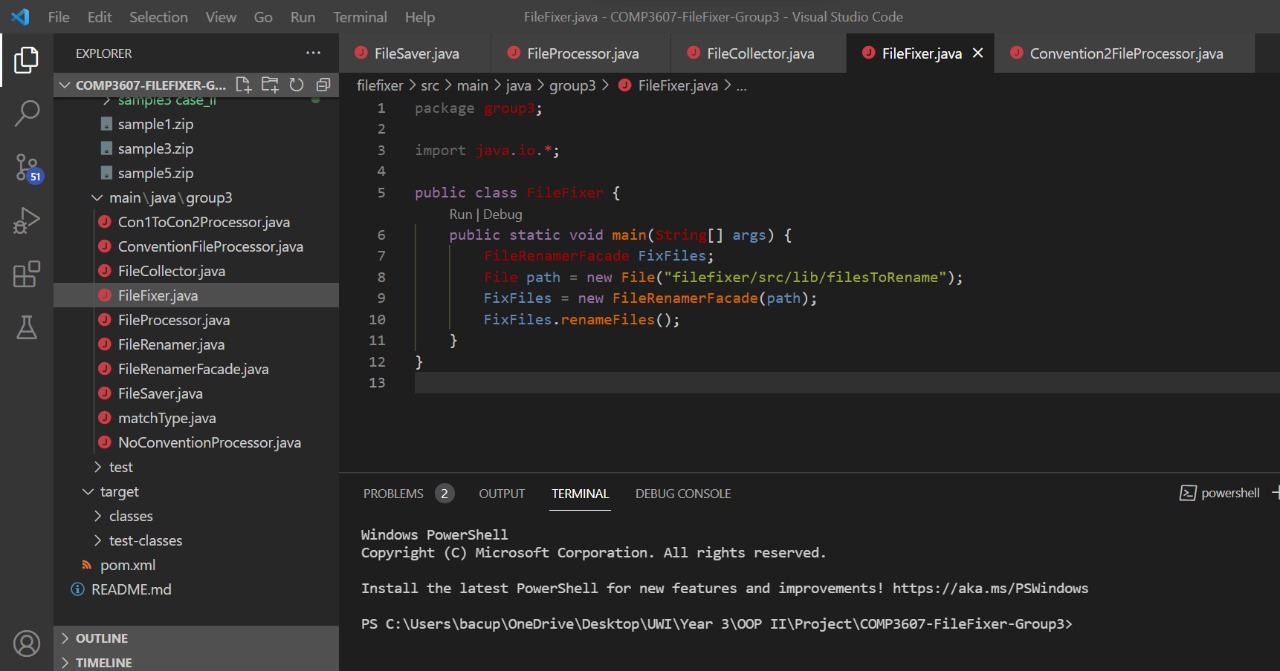 File Edit Selection View Go Run Terminal Help FileFixer.java - COMP3607-FileFixer-Group3 - Visual Studio Code
EXPLORER ...
COMP3607-FILEFIXER-G...
sample3 case_ii
sample1.zip
sample3.zip
sample5.zip
main\java\group3
Con1ToCon2Processor.java
ConventionFileProcessor.java
FileCollector.java
FileFixer.java
FileProcessor.java
FileRenamer.java
FileRenamerFacade.java
FileSaver.java
matchType.java
NoConventionProcessor.java
test
target
classes
test-classes
pom.xml
README.md
OUTLINE
TIMELINE
51
FileSaver.java FileProcessor.java FileCollector.java FileFixer.java Convention2FileProcessor.java
filefixer > src > main > java > group3 > FileFixer.java > ...
1 package group3;
2
3 import java.io.*;
4
5 public class FileFixer {
Run | Debug
6 public static void main(String[] args) {
7 FileRenamerFacade FixFiles;
8 File path = new File("filefixer/src/lib/filesToRename");
9 FixFiles = new FileRenamerFacade(path);
10 FixFiles.renameFiles();
11 }
12 }
13
PROBLEMS 2 OUTPUT TERMINAL DEBUG CONSOLE powershell
Windows PowerShell
Copyright (C) Microsoft Corporation. All rights reserved.
Install the latest PowerShell for new features and improvements! https://aka.ms/PSWindows
PS C:\Users\bacup\OneDrive\Desktop\UWI\Year 3\OOP II\Project\COMP3607-FileFixer-Group3>